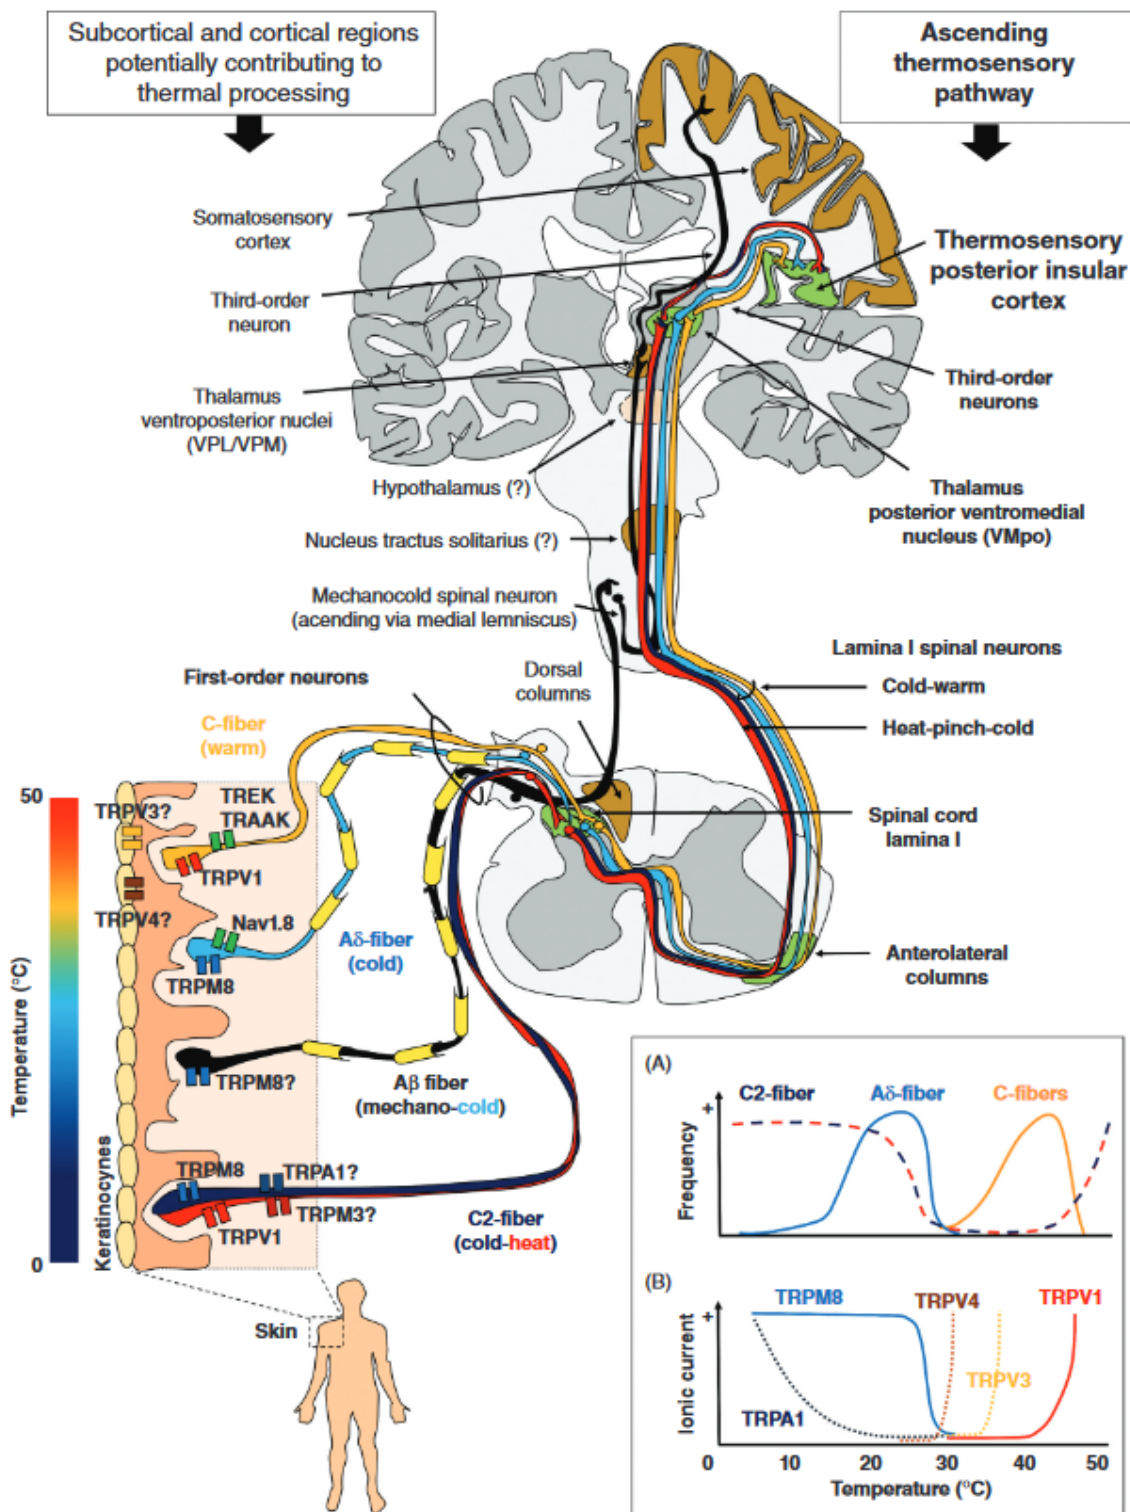 Subcortical and cortical regions
potentially contributing to
thermal processing
Ascending
thermosensory
pathway
Somatosensory
cortex
Third-order
neuron
Thalamus
ventroposterior nuclei
(VPL/VPM)
Hypothalamus (?)
Nucleus tractus solitarius (?)
Mechanocold spinal neuron
(acending via medial lemniscus)
Thermosensory
posterior insular
cortex
Third-order
neurons
Thalamus
posterior ventromedial
nucleus (VMpo)
Lamina I spinal neurons
Cold-warm
Heat-pinch-cold
First-order neurons
Dorsal
columns
Spinal cord
lamina I
Anterolateral
columns
C-fiber
(warm)
50
Temperature (°C)
0
Keratinocynes
TRPV3?
TREK
TRAAK
TRPV1
TRPV4?
Nav1.8
TRPM8
Aδ-fiber
(cold)
TRPM8?
Aβ fiber
(mechano-cold)
TRPM8
TRPA1?
TRPV1
TRPM3?
C2-fiber
(cold-heat)
Skin
(A)
C2-fiber
Aδ-fiber
C-fibers
+
Frequency
(B)
TRPM8
TRPV4
TRPV1
+
Ionic current
TRPV3
TRPA1
0 10 20 30 40 50
Temperature (°C)